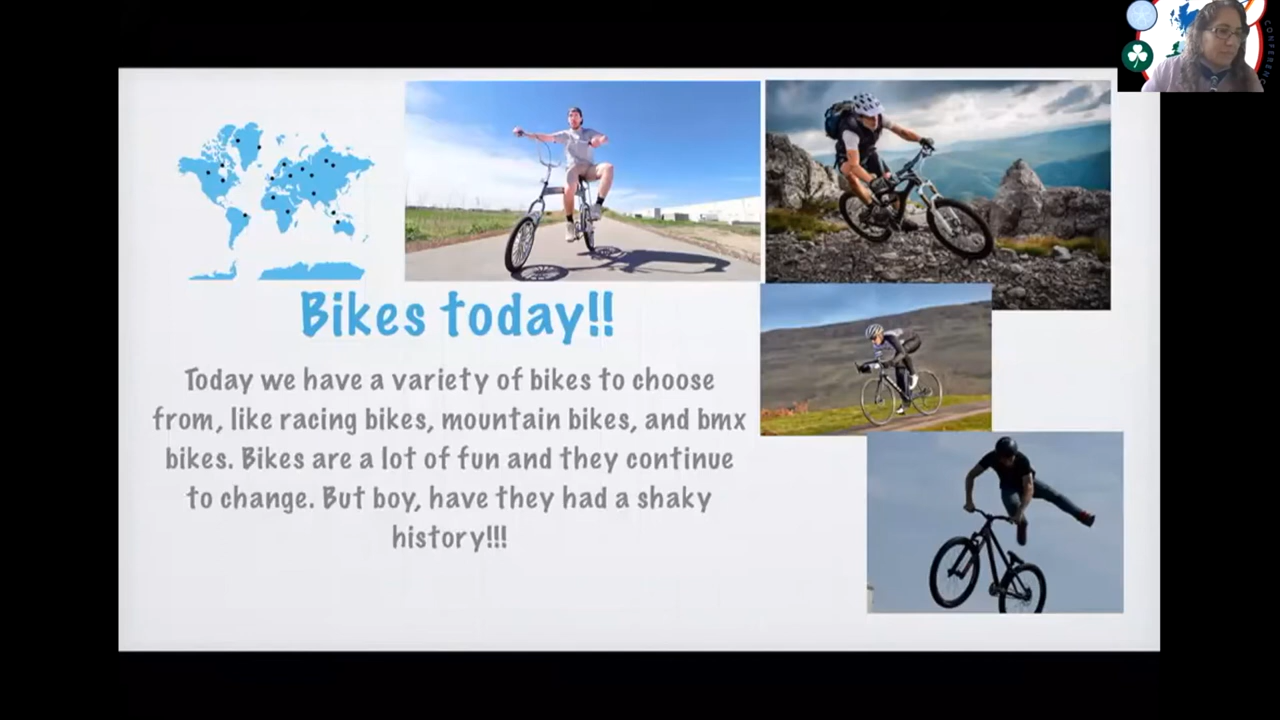 Bikes today!!
Today we have a variety of bikes to choose
from, like racing bikes, mountain bikes, and bmx
bikes. Bikes are a lot of fun and they continue
to change. But boy, have they had a shaky
history!!!